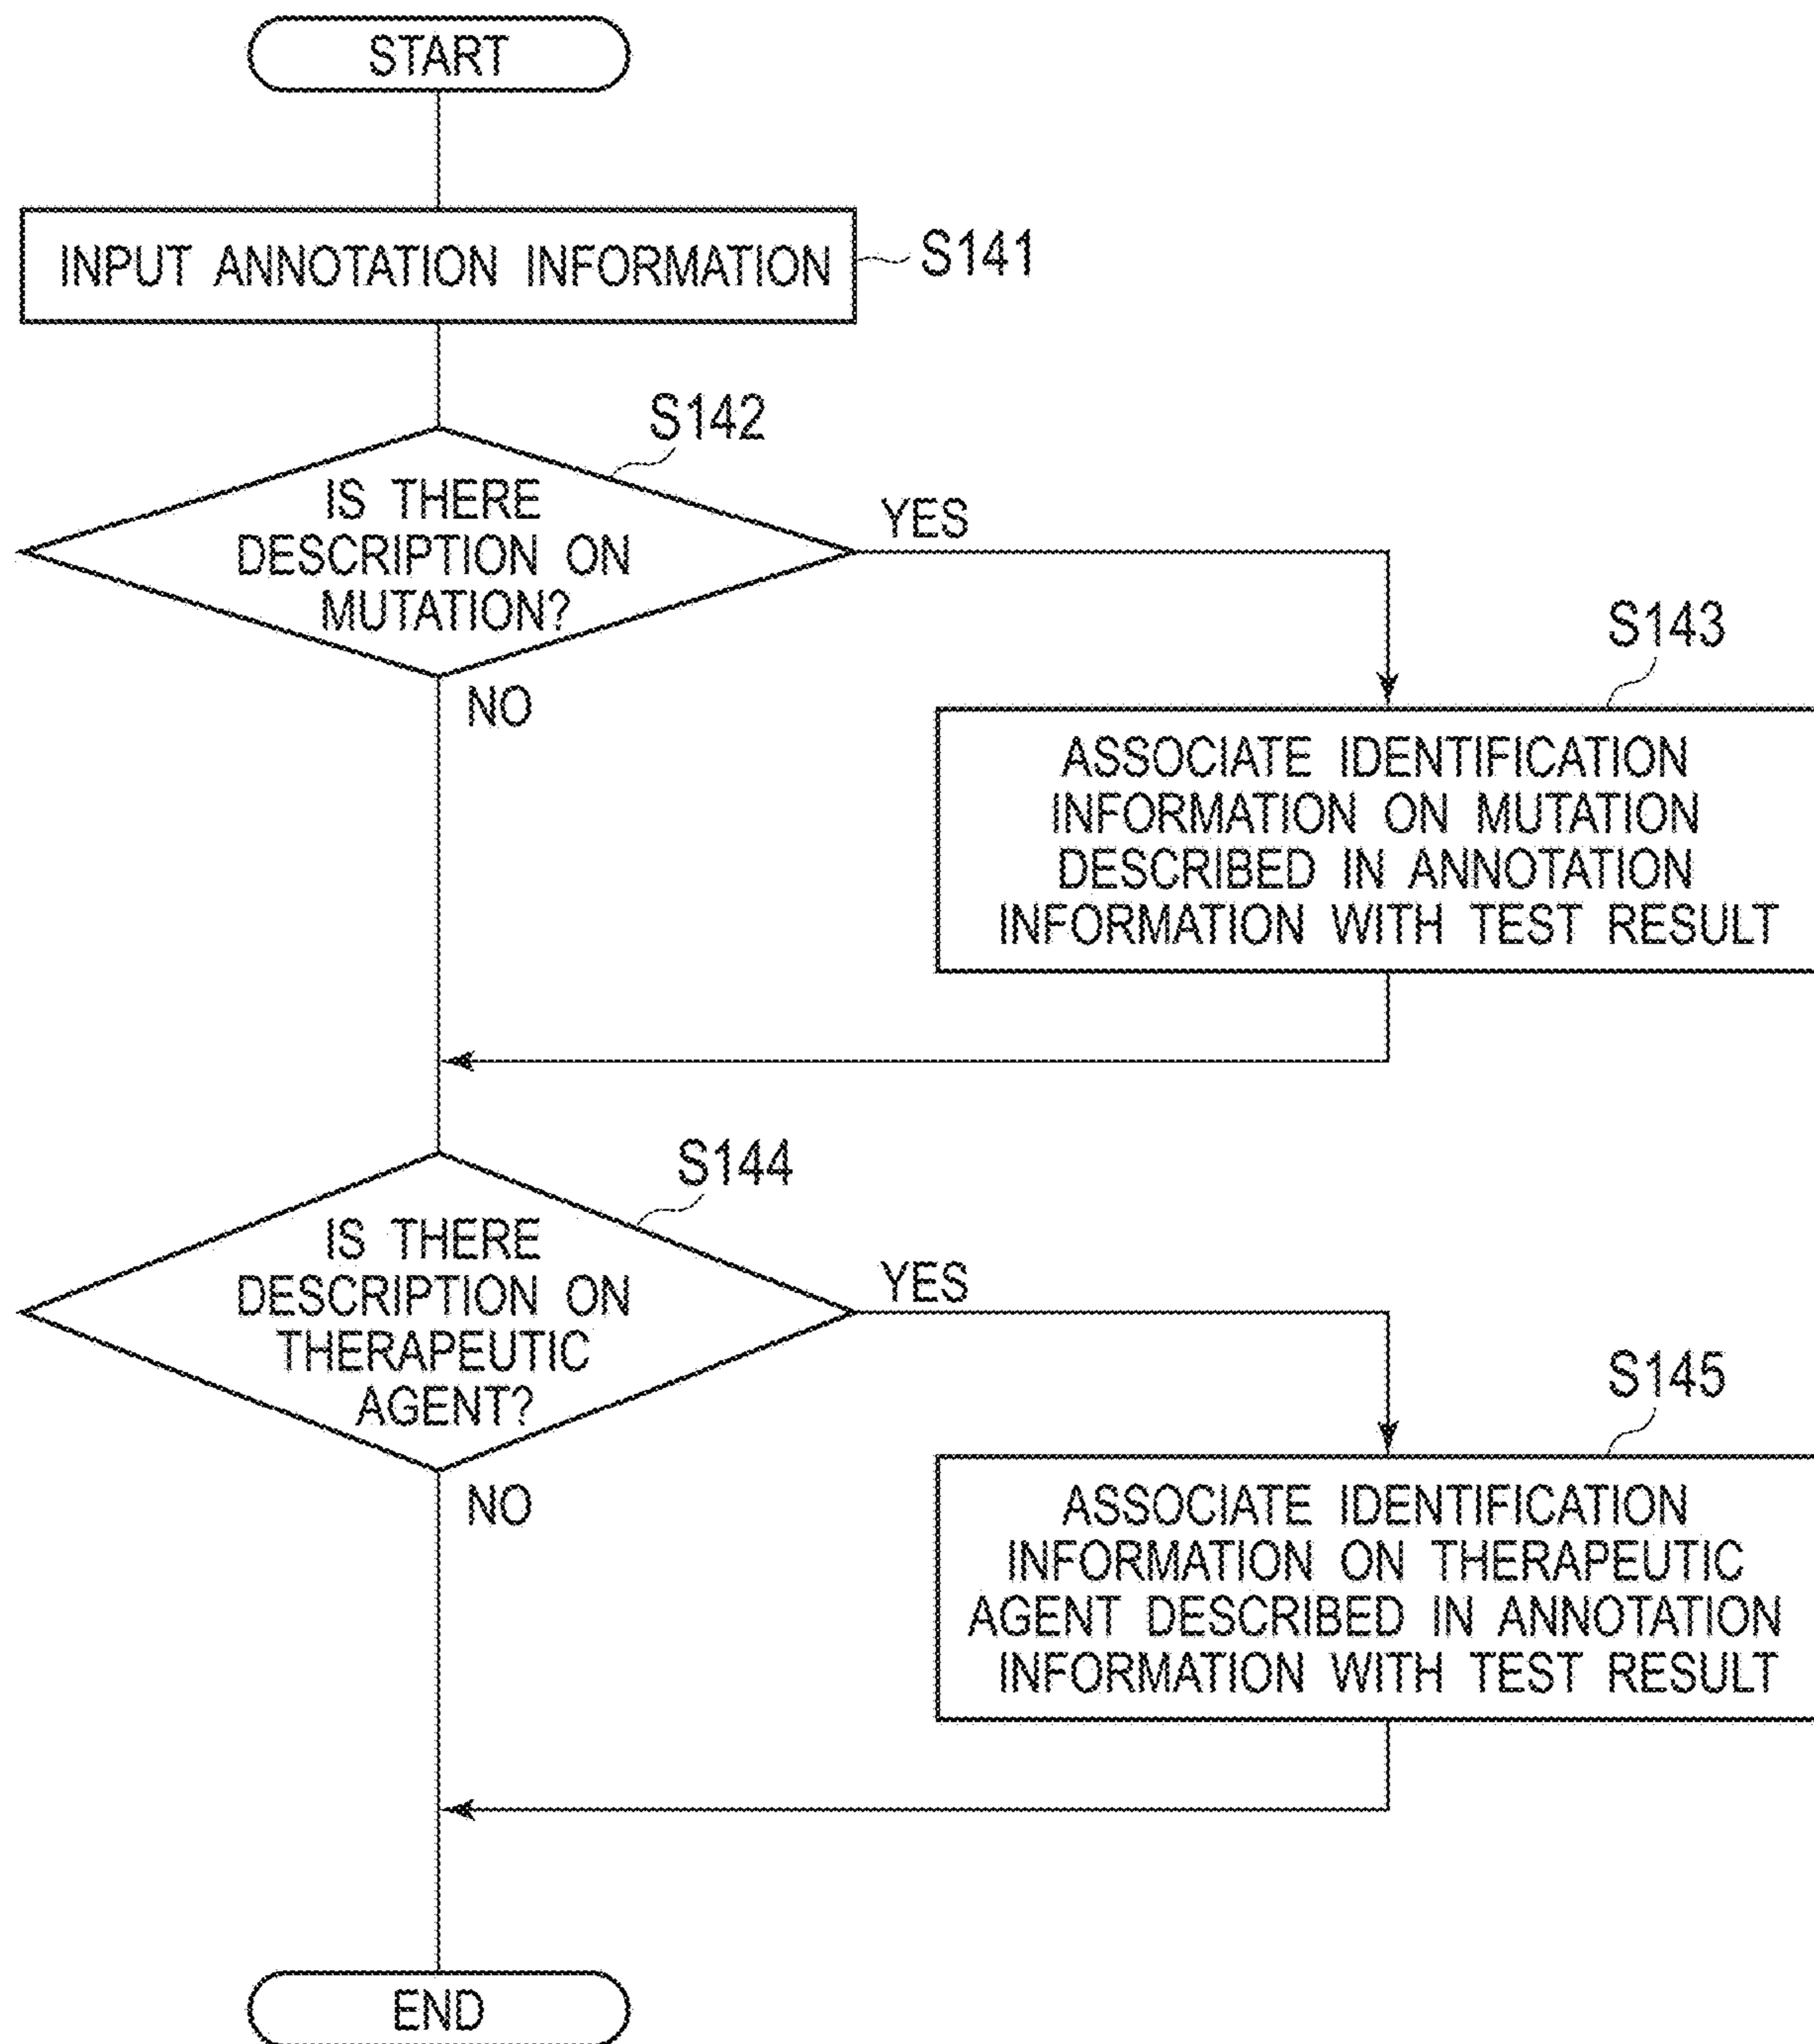 START
INPUT ANNOTATION INFORMATION
S141
S142
IS THERE
DESCRIPTION ON
MUTATION?
YES
NO
S143
ASSOCIATE IDENTIFICATION
INFORMATION ON MUTATION
DESCRIBED IN ANNOTATION
INFORMATION WITH TEST RESULT
S144
IS THERE
DESCRIPTION ON
THERAPEUTIC
AGENT?
YES
NO
S145
ASSOCIATE IDENTIFICATION
INFORMATION ON THERAPEUTIC
AGENT DESCRIBED IN ANNOTATION
INFORMATION WITH TEST RESULT
END